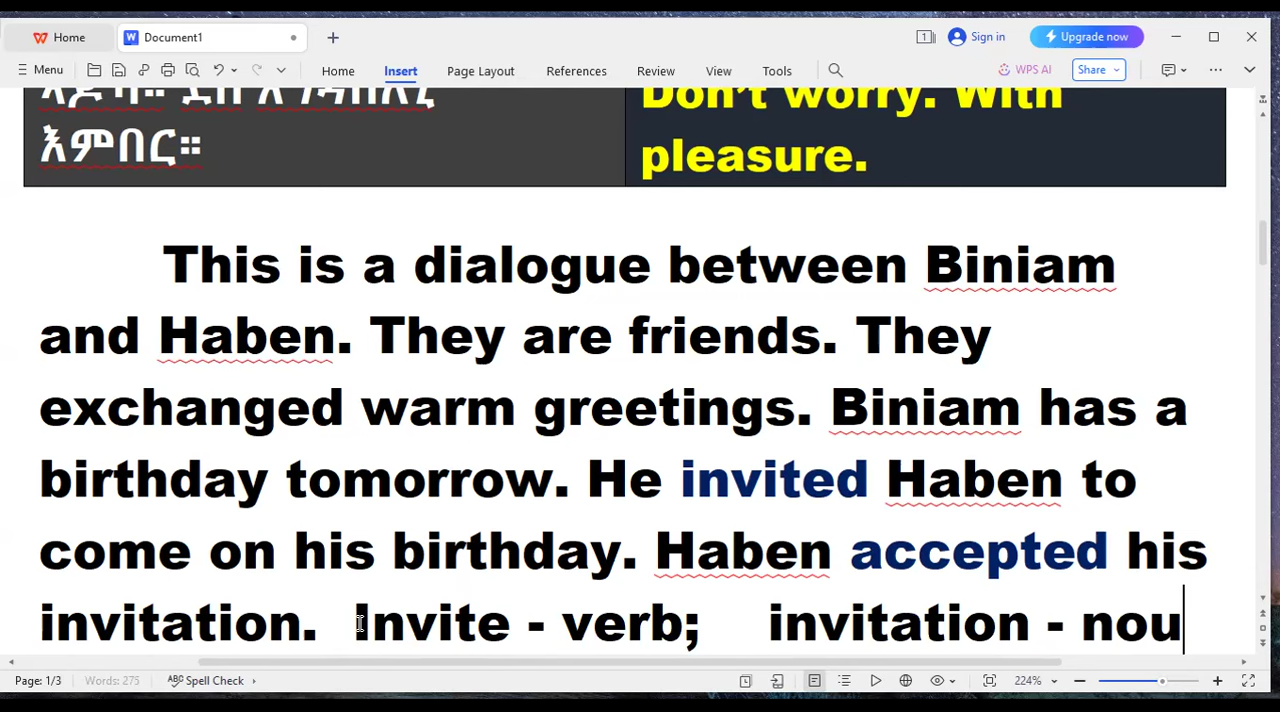 Home
Document1
1
Sign in
Upgrade now
Menu
Home
Insert
Page Layout
References
Review
View
Tools
WPS AI
Share
እምበር።
Don't worry. With
pleasure.
This is a dialogue between Biniam
and Haben. They are friends. They
exchanged warm greetings. Biniam has a
birthday tomorrow. He invited Haben to
come on his birthday. Haben accepted his
invitation. Invite - verb; invitation - nou
Page: 1/3
Words: 275
ABC Spell Check
224%